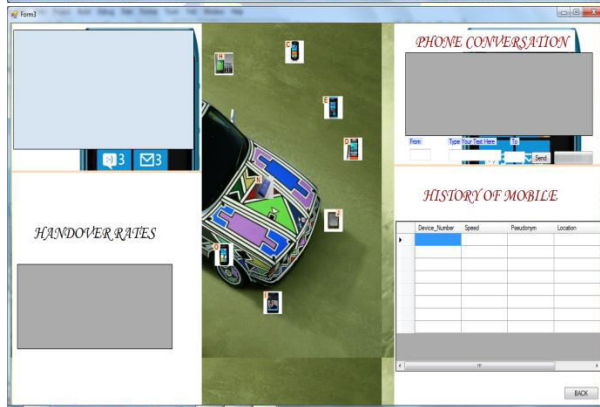 Form3
3 3
HANDOVER RATES
A
C
B
D
N
PHONE CONVERSATION
From Type Your Text Here To
Send
HISTORY OF MOBILE
Device_Number Speed Pseudonym Location
BACK